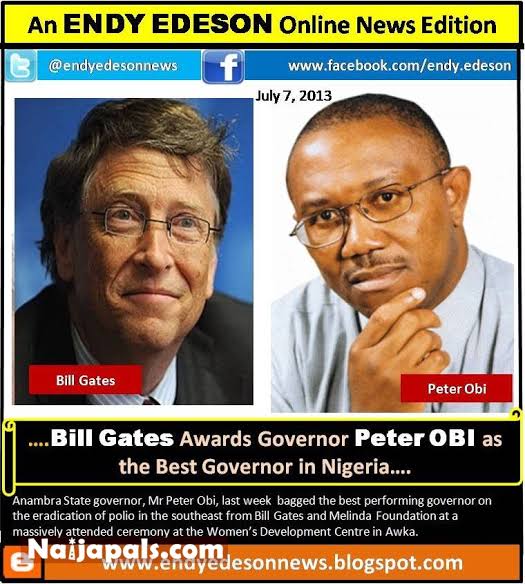 An ENDY EDESON Online News Edition
@endyedesonnews
www.facebook.com/endy.edeson
July 7, 2013
Bill Gates
Peter Obi
....Bill Gates Awards Governor Peter OBI as
the Best Governor in Nigeria....
Anambra State governor, Mr Peter Obi, last week bagged the best performing governor on
the eradication of polio in the southeast from Bill Gates and Melinda Foundation at a
massively attended ceremony at the Women's Development Centre in Awka.
Naijapals.com
www.endyedesonnews.blogspot.com